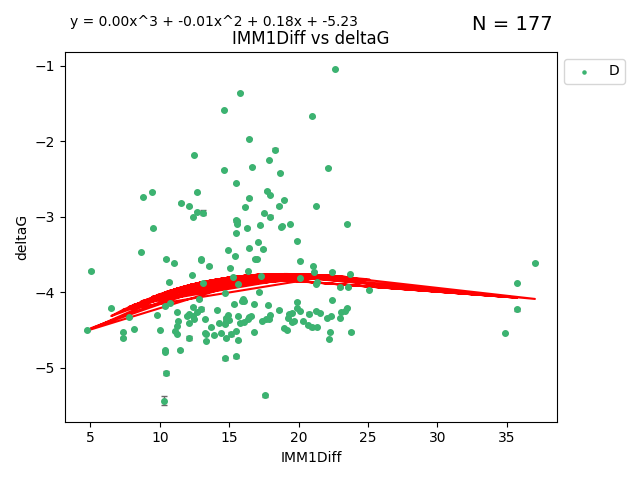 y = 0.00x^3 + -0.01x^2 + 0.18x + -5.23
N = 177
IMM1Diff vs deltaG
D
deltaG
−1
−2
−3
−4
−5
5 10 15 20 25 30 35
IMM1Diff